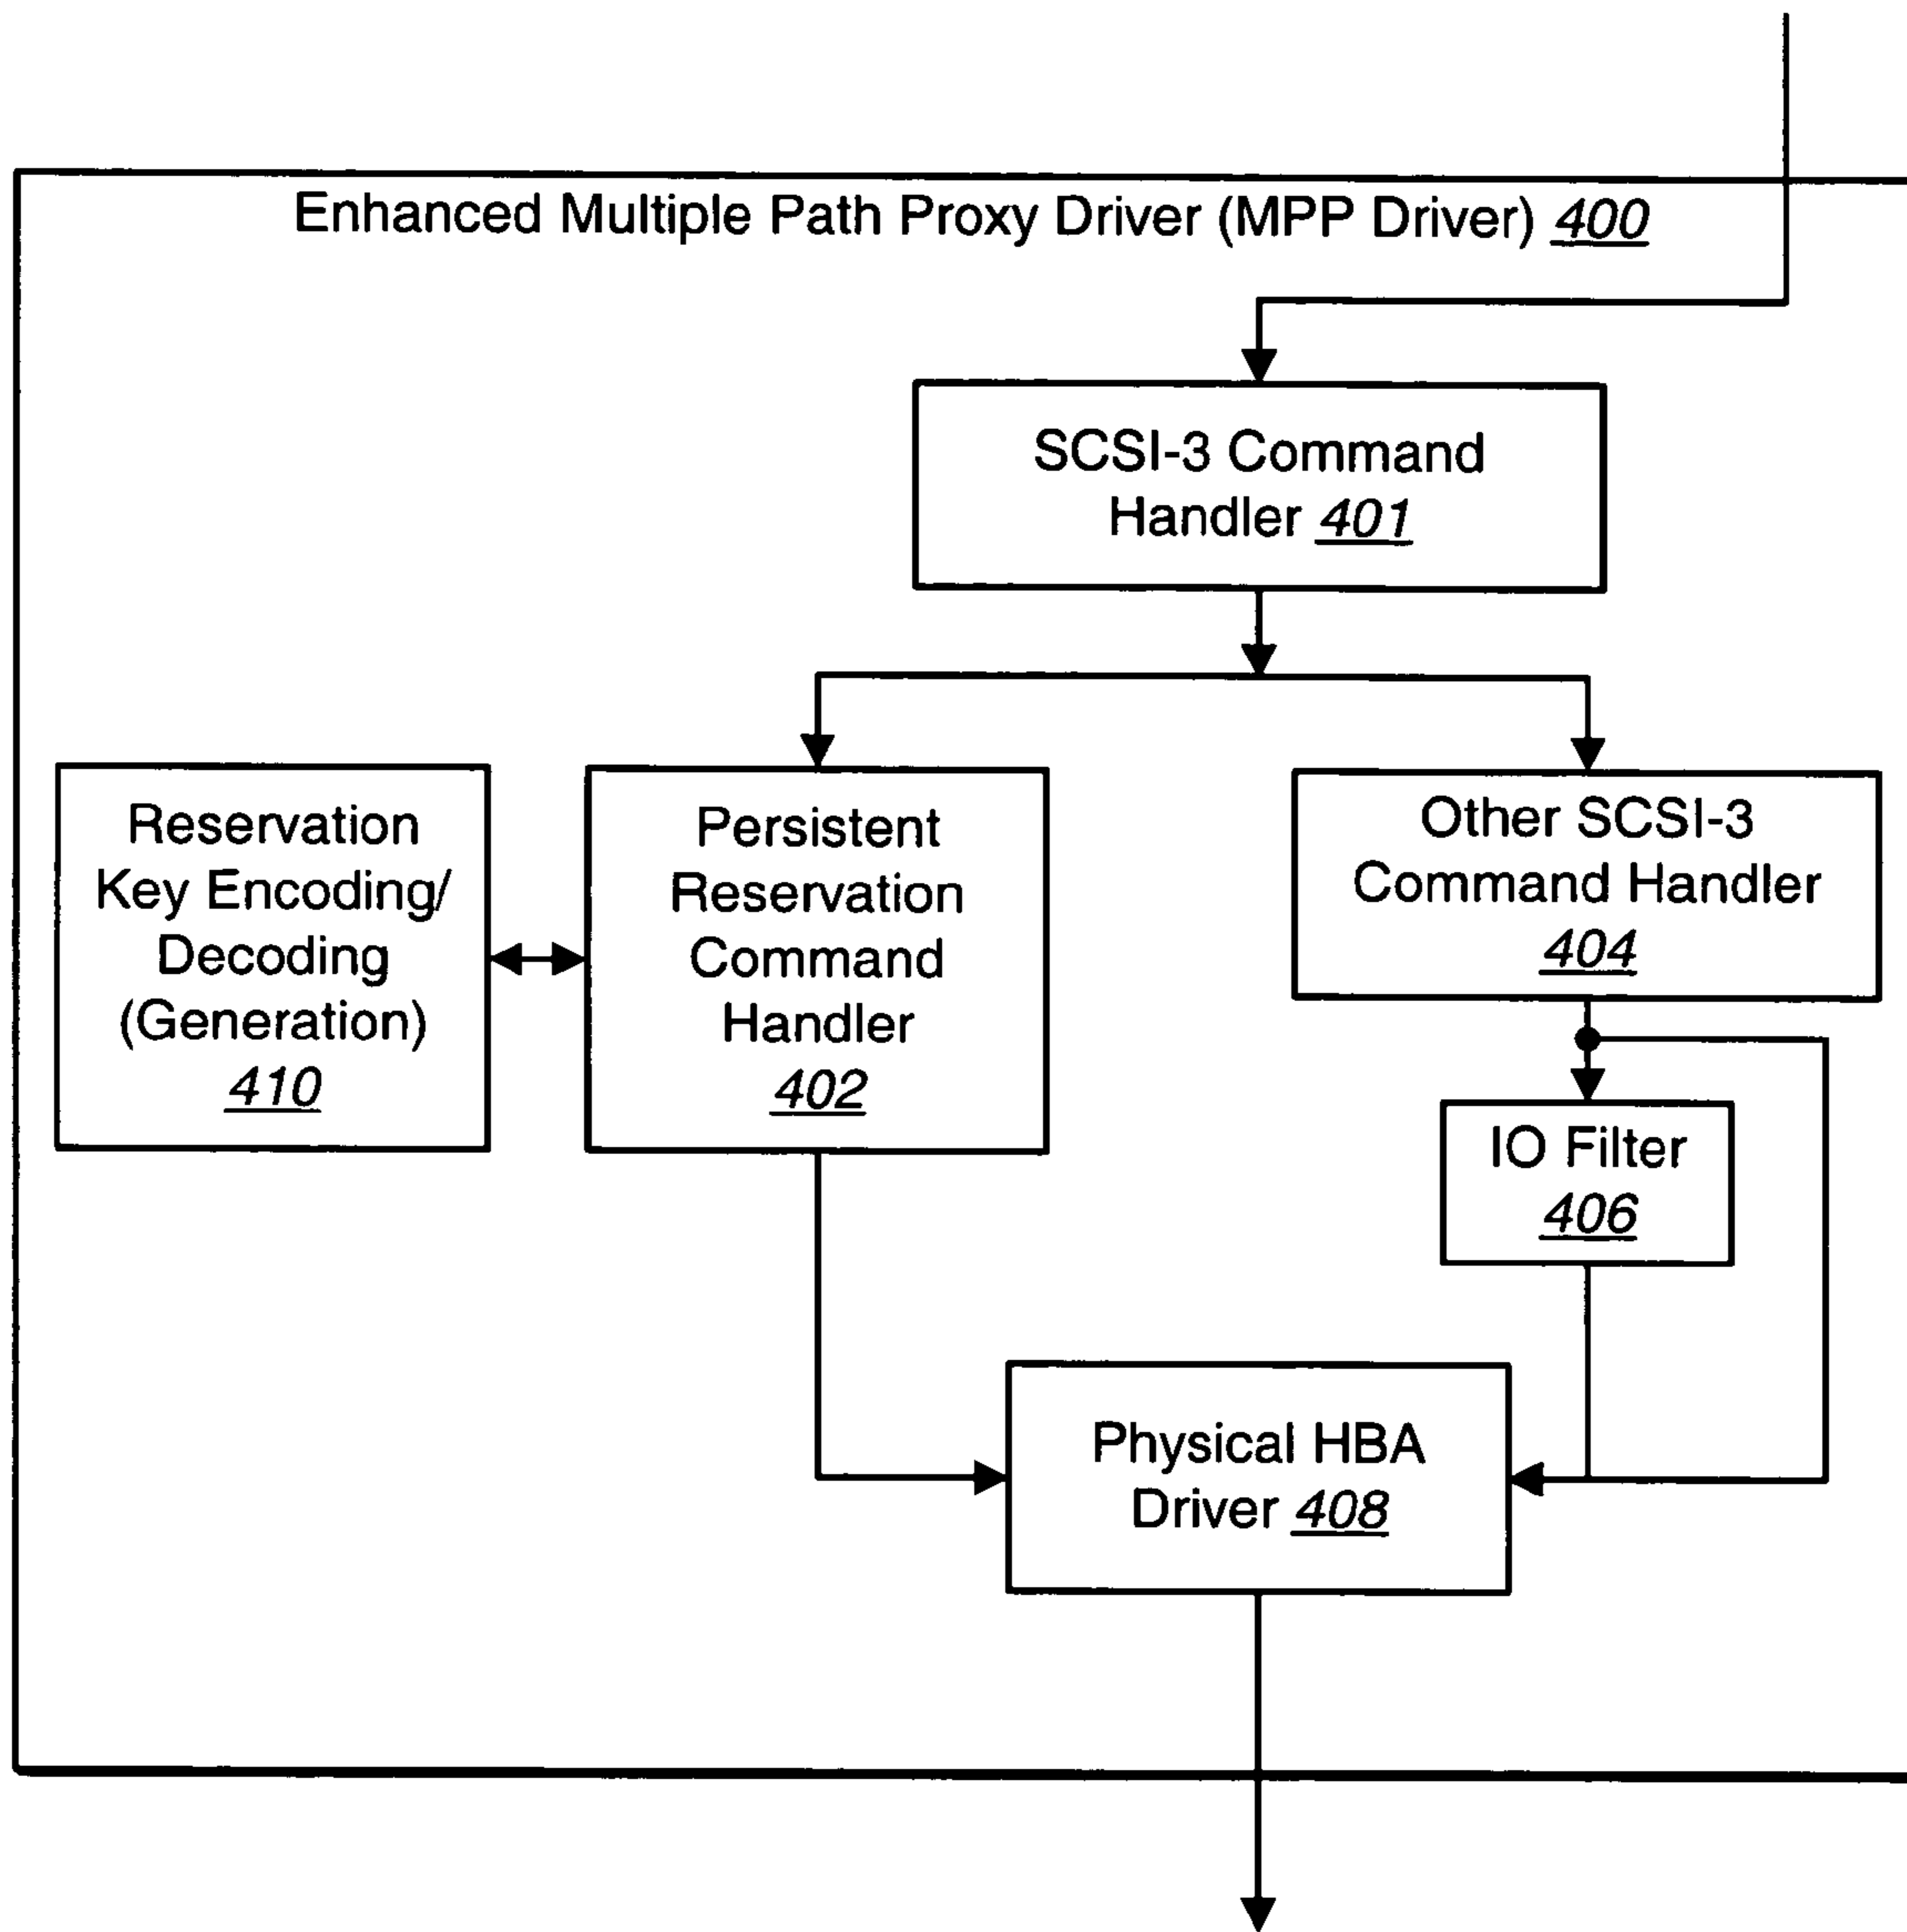 Enhanced Multiple Path Proxy Driver (MPP Driver) 400
SCSI-3 Command
Handler 401
Reservation
Key Encoding/
Decoding
(Generation)
410
Persistent
Reservation
Command
Handler
402
Other SCSI-3
Command Handler
404
IO Filter
406
Physical HBA
Driver 408